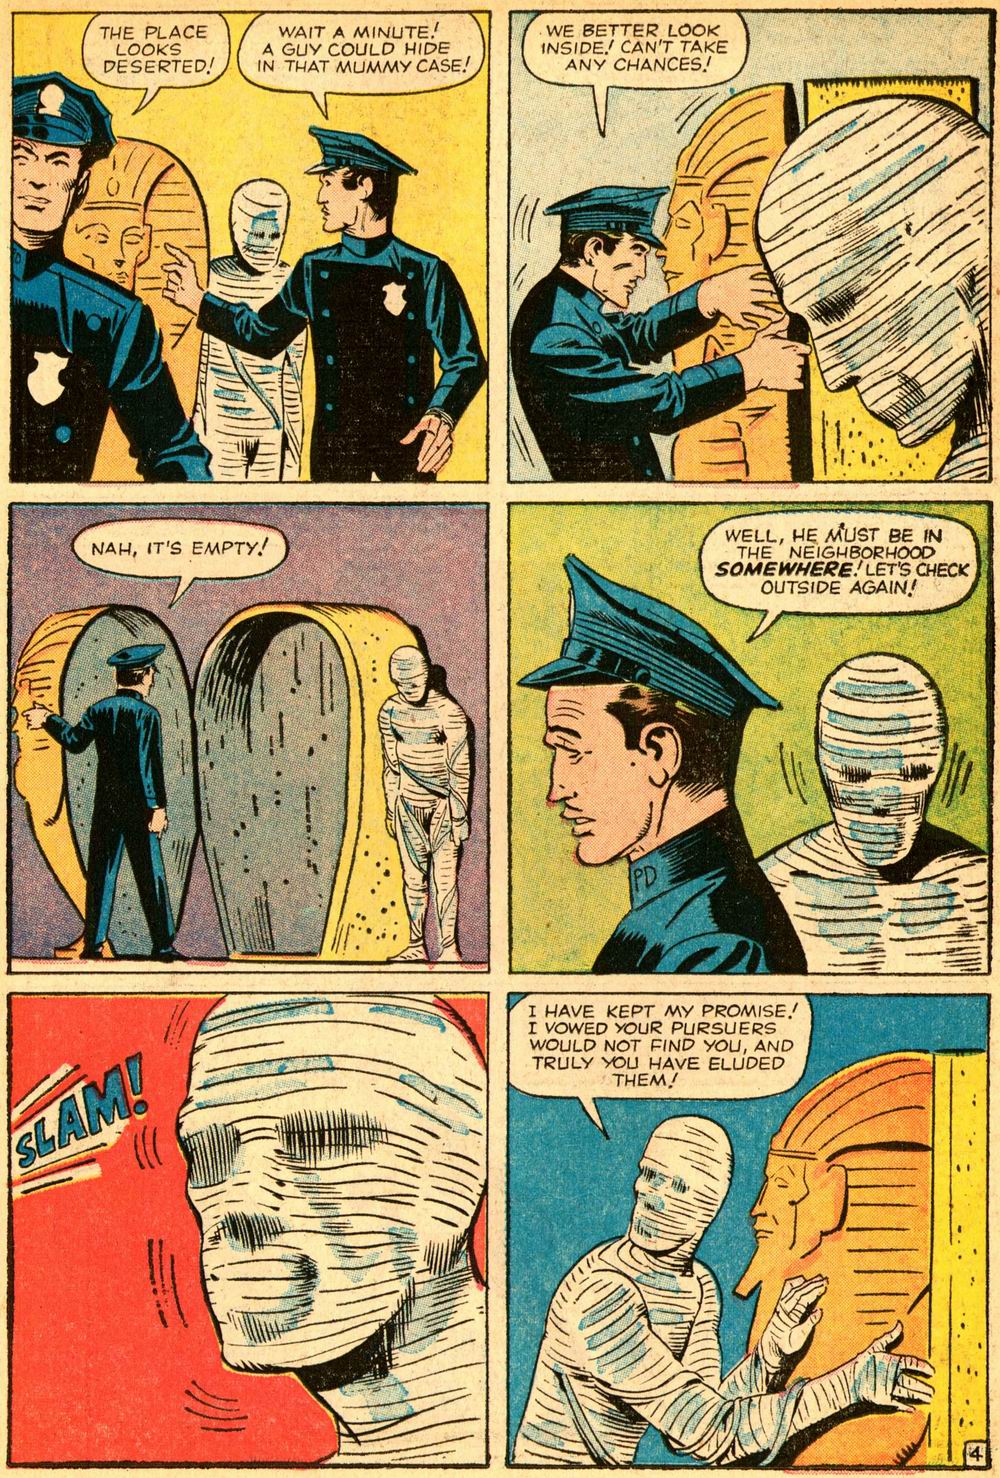 THE PLACE
LOOKS
DESERTED!
WAIT A MINUTE!
A GUY COULD HIDE
IN THAT MUMMY CASE!
WE BETTER LOOK
INSIDE! CAN'T TAKE
ANY CHANCES!
NAH, IT'S EMPTY!
WELL, HE MUST BE IN
THE NEIGHBORHOOD
SOMEWHERE! LET'S CHECK
OUTSIDE AGAIN!
PD
SLAM!
I HAVE KEPT MY PROMISE!
I VOWED YOUR PURSUERS
WOULD NOT FIND YOU, AND
TRULY YOU HAVE ELUDED
THEM!
4